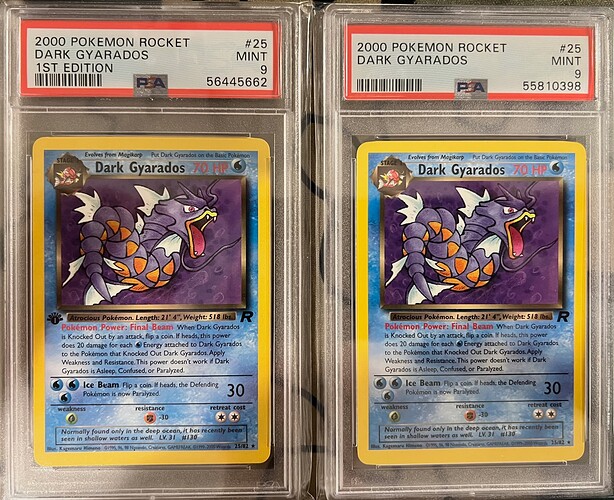 2000 POKEMON ROCKET #25
DARK GYARADOS MINT
1ST EDITION 9
PSA 56445662
STAGE 1
Evolves from Magikarp Put Dark Gyarados on the Basic Pokémon
Dark Gyarados 70 HP
Atrocious Pokémon. Length: 21' 4", Weight: 518 lbs.
R
Pokémon Power: Final Beam When Dark Gyarados
is Knocked Out by an attack, flip a coin. If heads, this power
does 20 damage for each Energy attached to Dark Gyarados
to the Pokémon that Knocked Out Dark Gyarados. Apply
Weakness and Resistance. This power doesn't work if Dark
Gyarados is Asleep, Confused, or Paralyzed.
Ice Beam Flip a coin. If heads, the Defending
Pokémon is now Paralyzed.
30
weakness resistance retreat cost
-30
Normally found only in the deep ocean, it has recently been
seen in shallow waters as well. LV. 31 #130
25/82
2000 POKEMON ROCKET #25
DARK GYARADOS MINT
9
PSA 55810398
STAGE 1
Evolves from Magikarp Put Dark Gyarados on the Basic Pokémon
Dark Gyarados 70 HP
Atrocious Pokémon. Length: 21' 4", Weight: 518 lbs.
R
Pokémon Power: Final Beam When Dark Gyarados
is Knocked Out by an attack, flip a coin. If heads, this power
does 20 damage for each Energy attached to Dark Gyarados
to the Pokémon that Knocked Out Dark Gyarados. Apply
Weakness and Resistance. This power doesn't work if Dark
Gyarados is Asleep, Confused, or Paralyzed.
Ice Beam Flip a coin. If heads, the Defending
Pokémon is now Paralyzed.
30
weakness resistance retreat cost
-30
Normally found only in the deep ocean, it has recently been
seen in shallow waters as well. LV. 31 #130
25/82